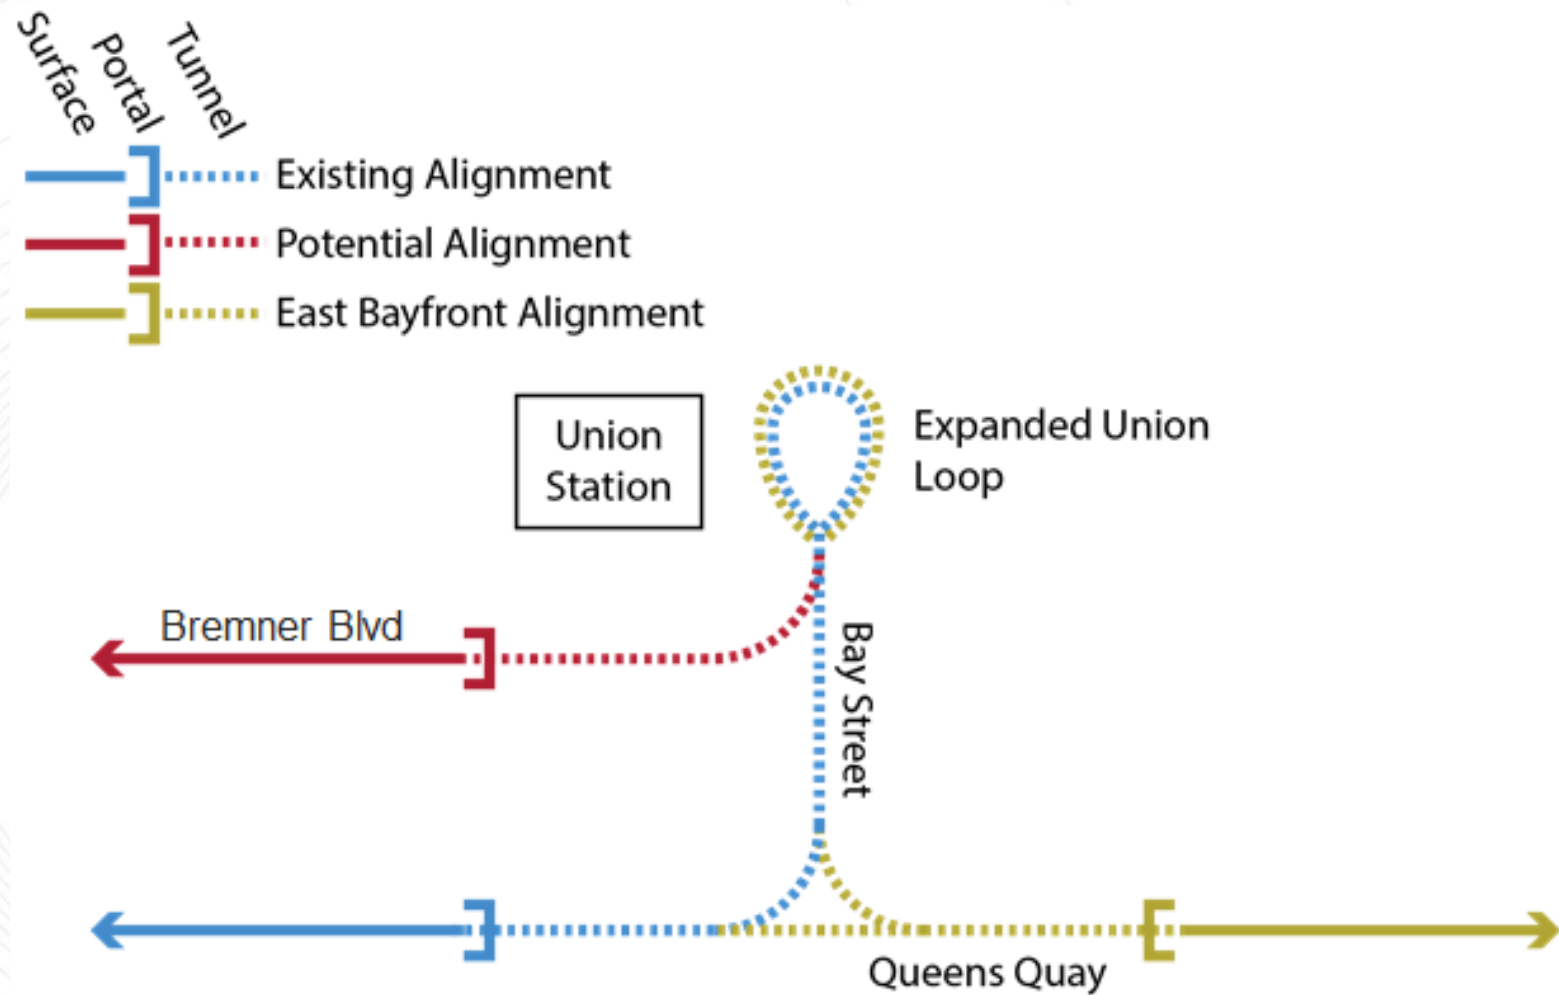 Surface
Portal
Tunnel
Existing Alignment
Potential Alignment
East Bayfront Alignment
Union
Station
Expanded Union
Loop
Bremner Blvd
Bay Street
Queens Quay